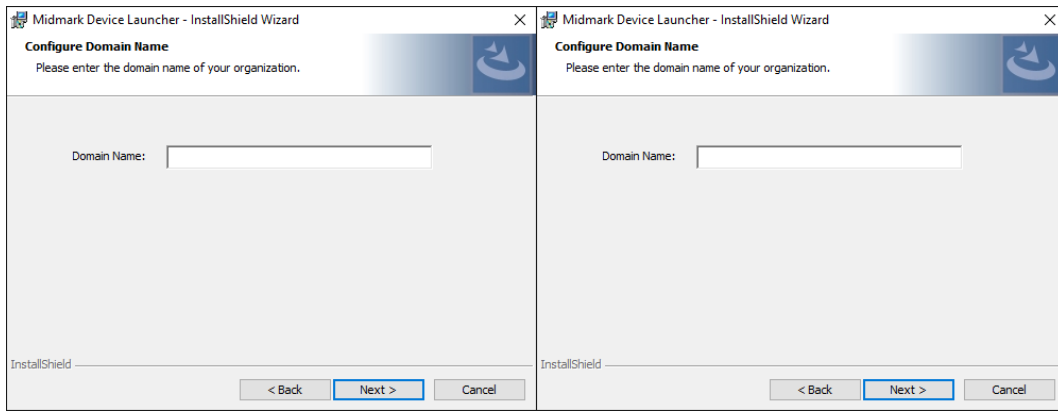 Midmark Device Launcher - InstallShield Wizard
Configure Domain Name
Please enter the domain name of your organization.
Domain Name:
InstallShield
< Back Next > Cancel
Midmark Device Launcher - InstallShield Wizard
Configure Domain Name
Please enter the domain name of your organization.
Domain Name:
InstallShield
< Back Next > Cancel